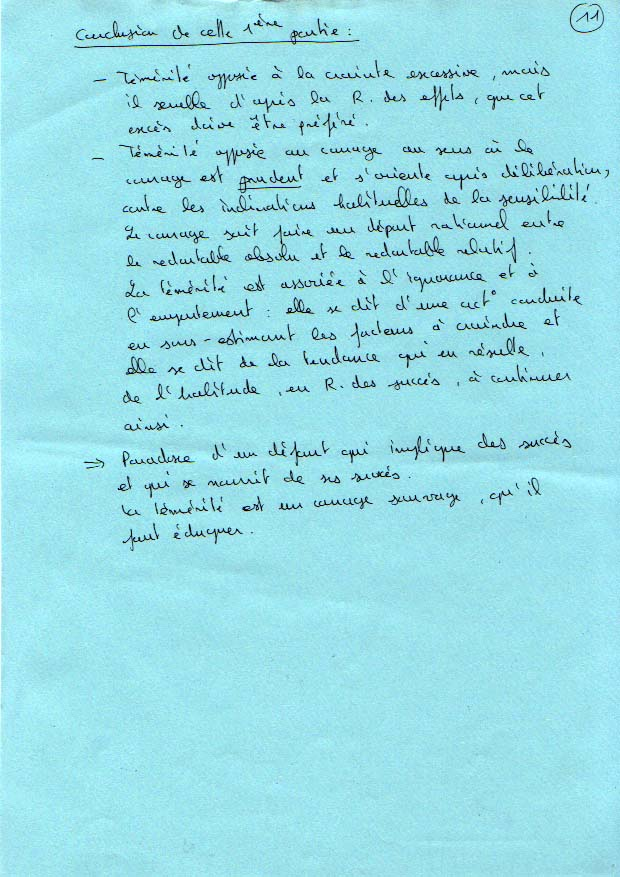 11
Conclusion de cette 1ière partie :
– Témérité opposée à la crainte excessive, mais
il semble d'après la R. des effets, que cet
excès doive être préféré.
– Témérité opposée au courage au sens où le
courage est prudent et s'oriente après délibération,
contre les inclinations habituelles de la sensibilité.
Le courage sait faire un départ rationnel entre
le redoutable absolu et le redoutable relatif.
La témérité est associée à l'ignorance et à
l'emportement : elle se dit d'une act° conduite
en sous-estimant les facteurs à craindre et
elle se dit de la tendance qui en résulte,
de l'habitude, en R. des succès, à continuer
ainsi.
⇒ Paradoxe d'un défaut qui implique des succès
et qui se nourrit de ses succès.
La témérité est un courage sauvage, qu'il
faut éduquer.